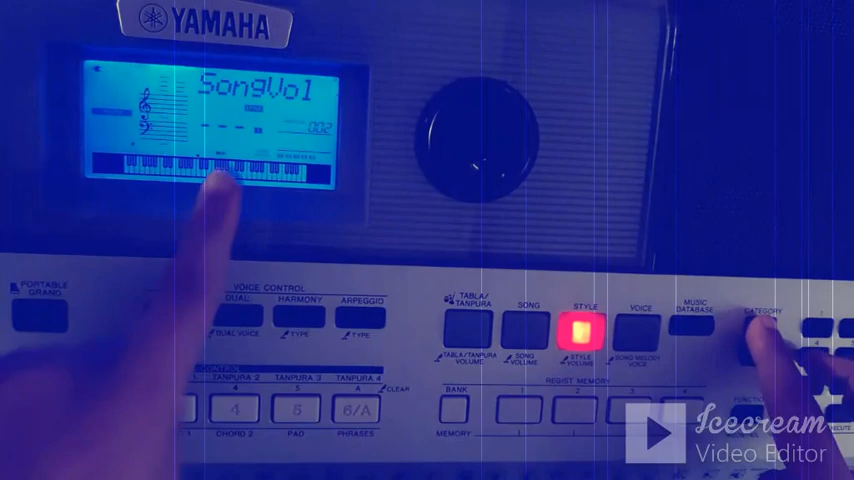 YAMAHA
SongVol
002
PORTABLE
GRAND
VOICE CONTROL
DUAL
HARMONY
ARPEGGIO
DUAL VOICE
TYPE
TYPE
TABLA/
TANPURA
SONG
STYLE
VOICE
MUSIC
DATABASE
CATEGORY
TABLA/TANPURA
VOLUME
SONG
VOLUME
STYLE
VOLUME
SONG MELODY
VOICE
CONTROL
TANPURA 2
TANPURA 3
TANPURA 4
CLEAR
4
5
A
4
5
6/A
CHORD 2
PAD
PHRASES
BANK
MEMORY
REGIST MEMORY
1
2
3
4
Icecream
Video Editor